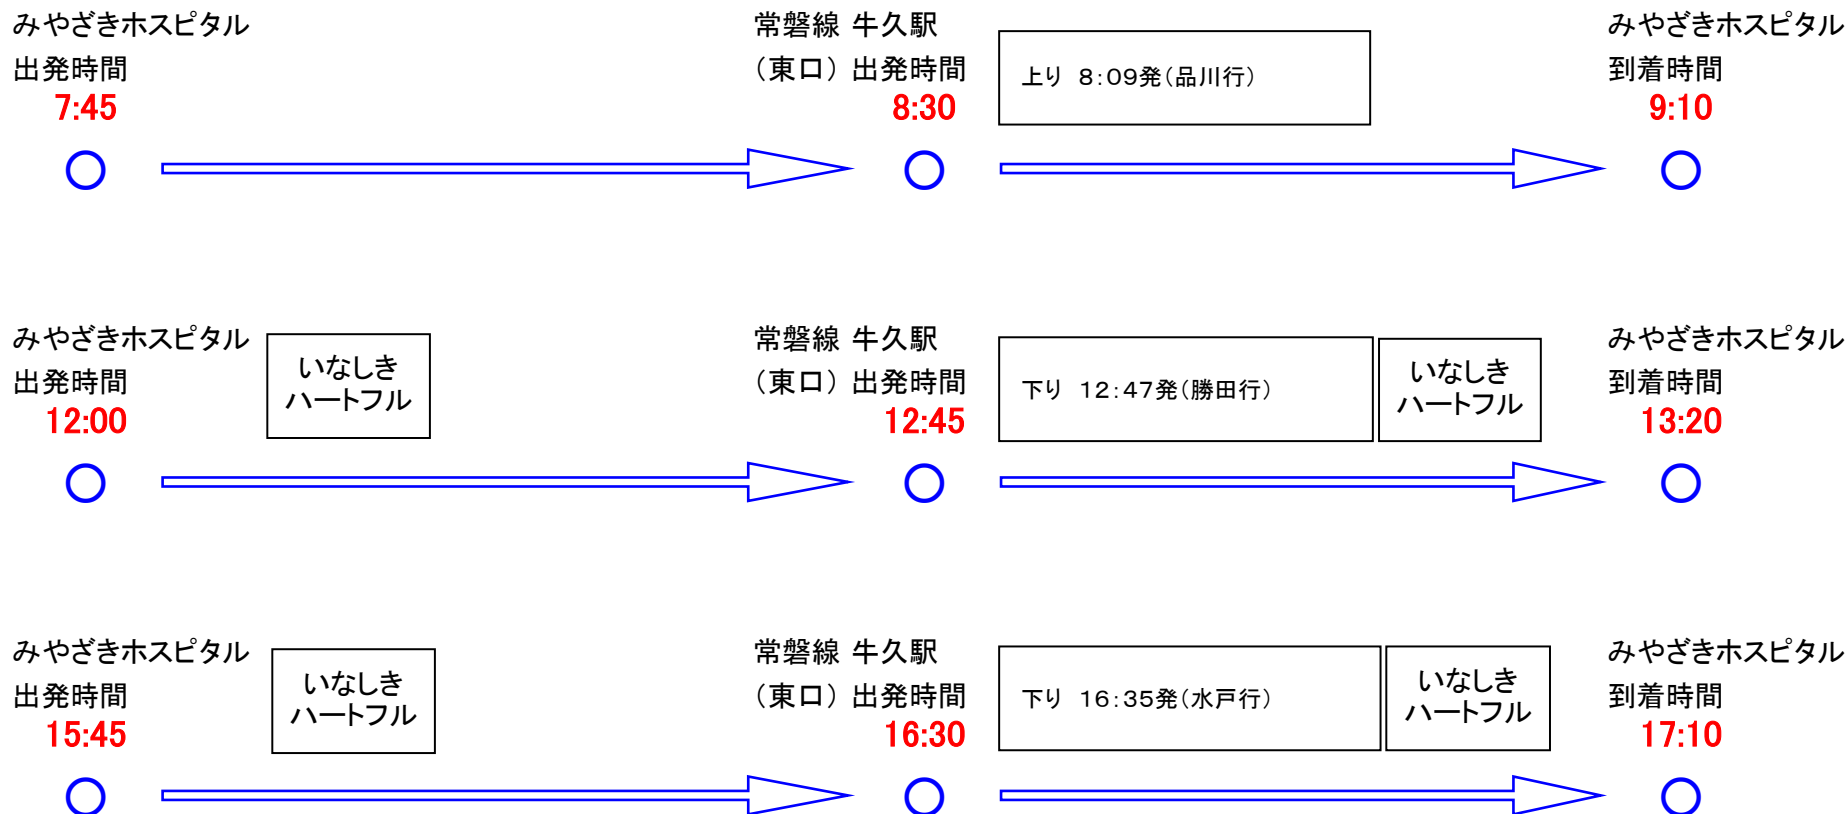 みやざきホスピタル
出発時間
7:45
常磐線 牛久駅
（東口）出発時間
8:30
上り 8:09発(品川行)
みやざきホスピタル
到着時間
9:10
みやざきホスピタル
出発時間
12:00
いなしき
ハートフル
常磐線 牛久駅
（東口）出発時間
12:45
下り 12:47発(勝田行)
いなしき
ハートフル
みやざきホスピタル
到着時間
13:20
みやざきホスピタル
出発時間
15:45
いなしき
ハートフル
常磐線 牛久駅
（東口）出発時間
16:30
下り 16:35発(水戸行)
いなしき
ハートフル
みやざきホスピタル
到着時間
17:10